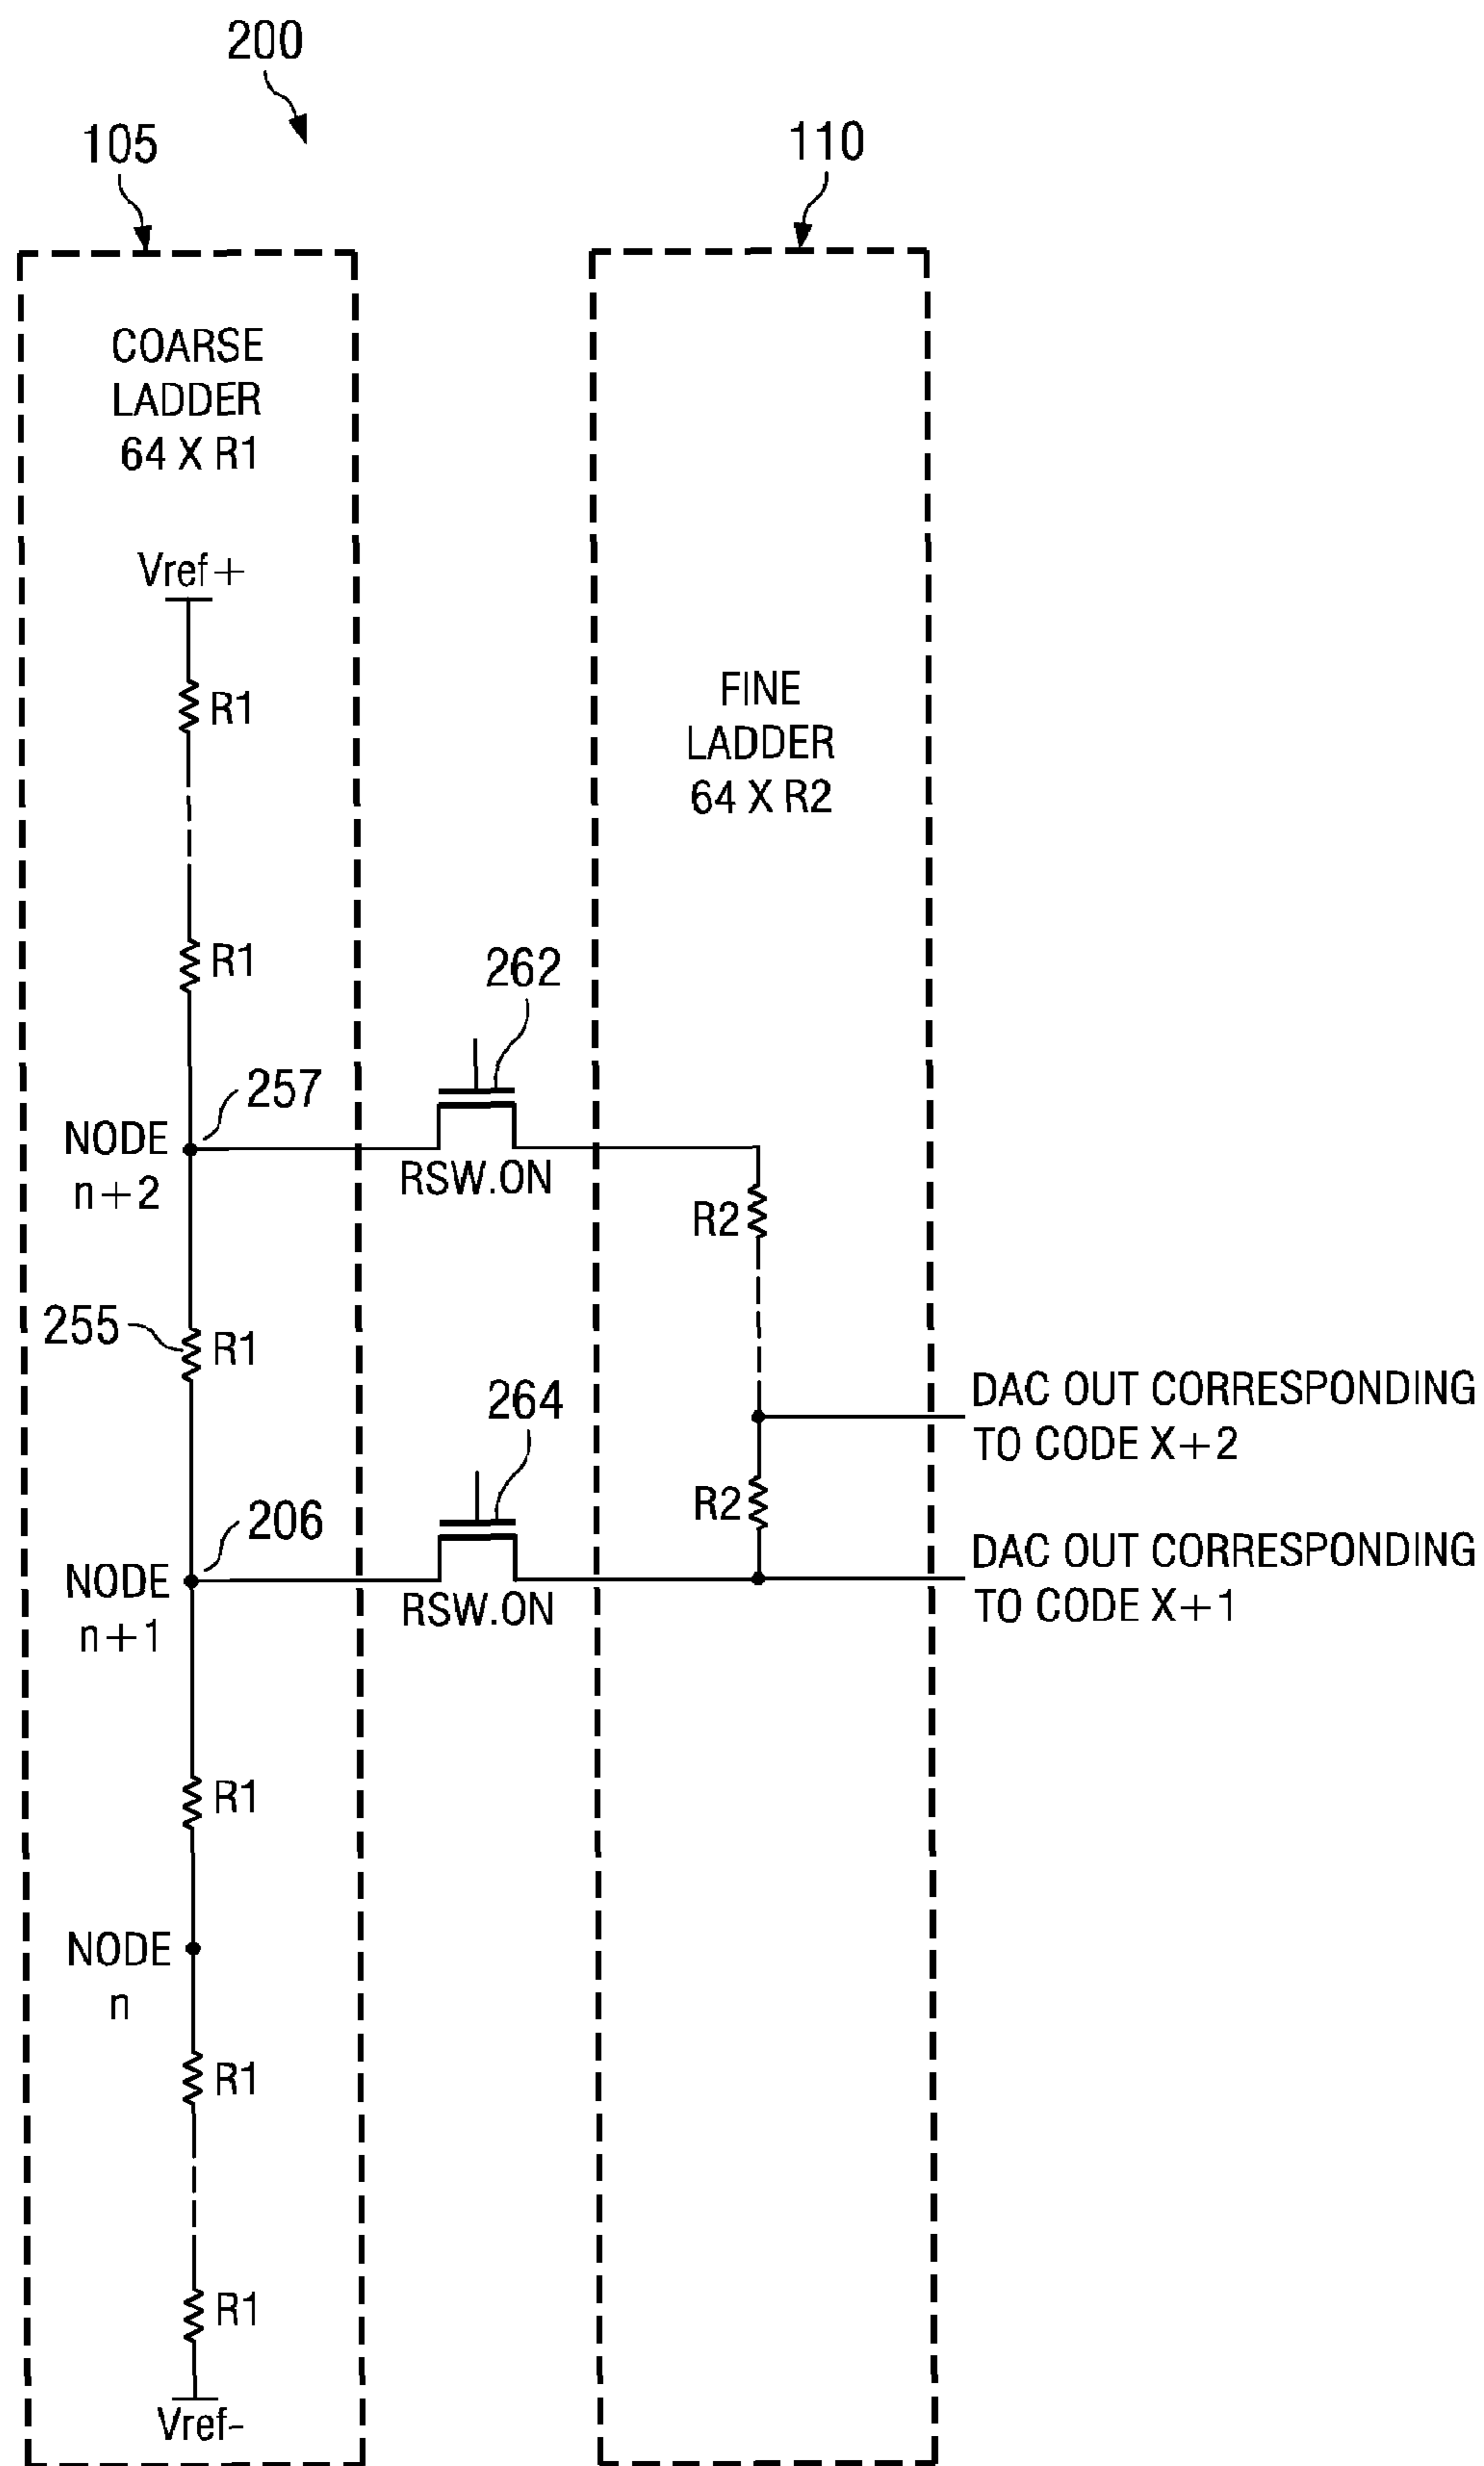 200
105
110
COARSE
LADDER
64 X R1
Vref+
R1
FINE
LADDER
64 X R2
R1
262
257
NODE
n+2
RSW.ON
R2
255
R1
264
DAC OUT CORRESPONDING
TO CODE X+2
R2
206
NODE
n+1
RSW.ON
DAC OUT CORRESPONDING
TO CODE X+1
R1
NODE
n
R1
R1
Vref-